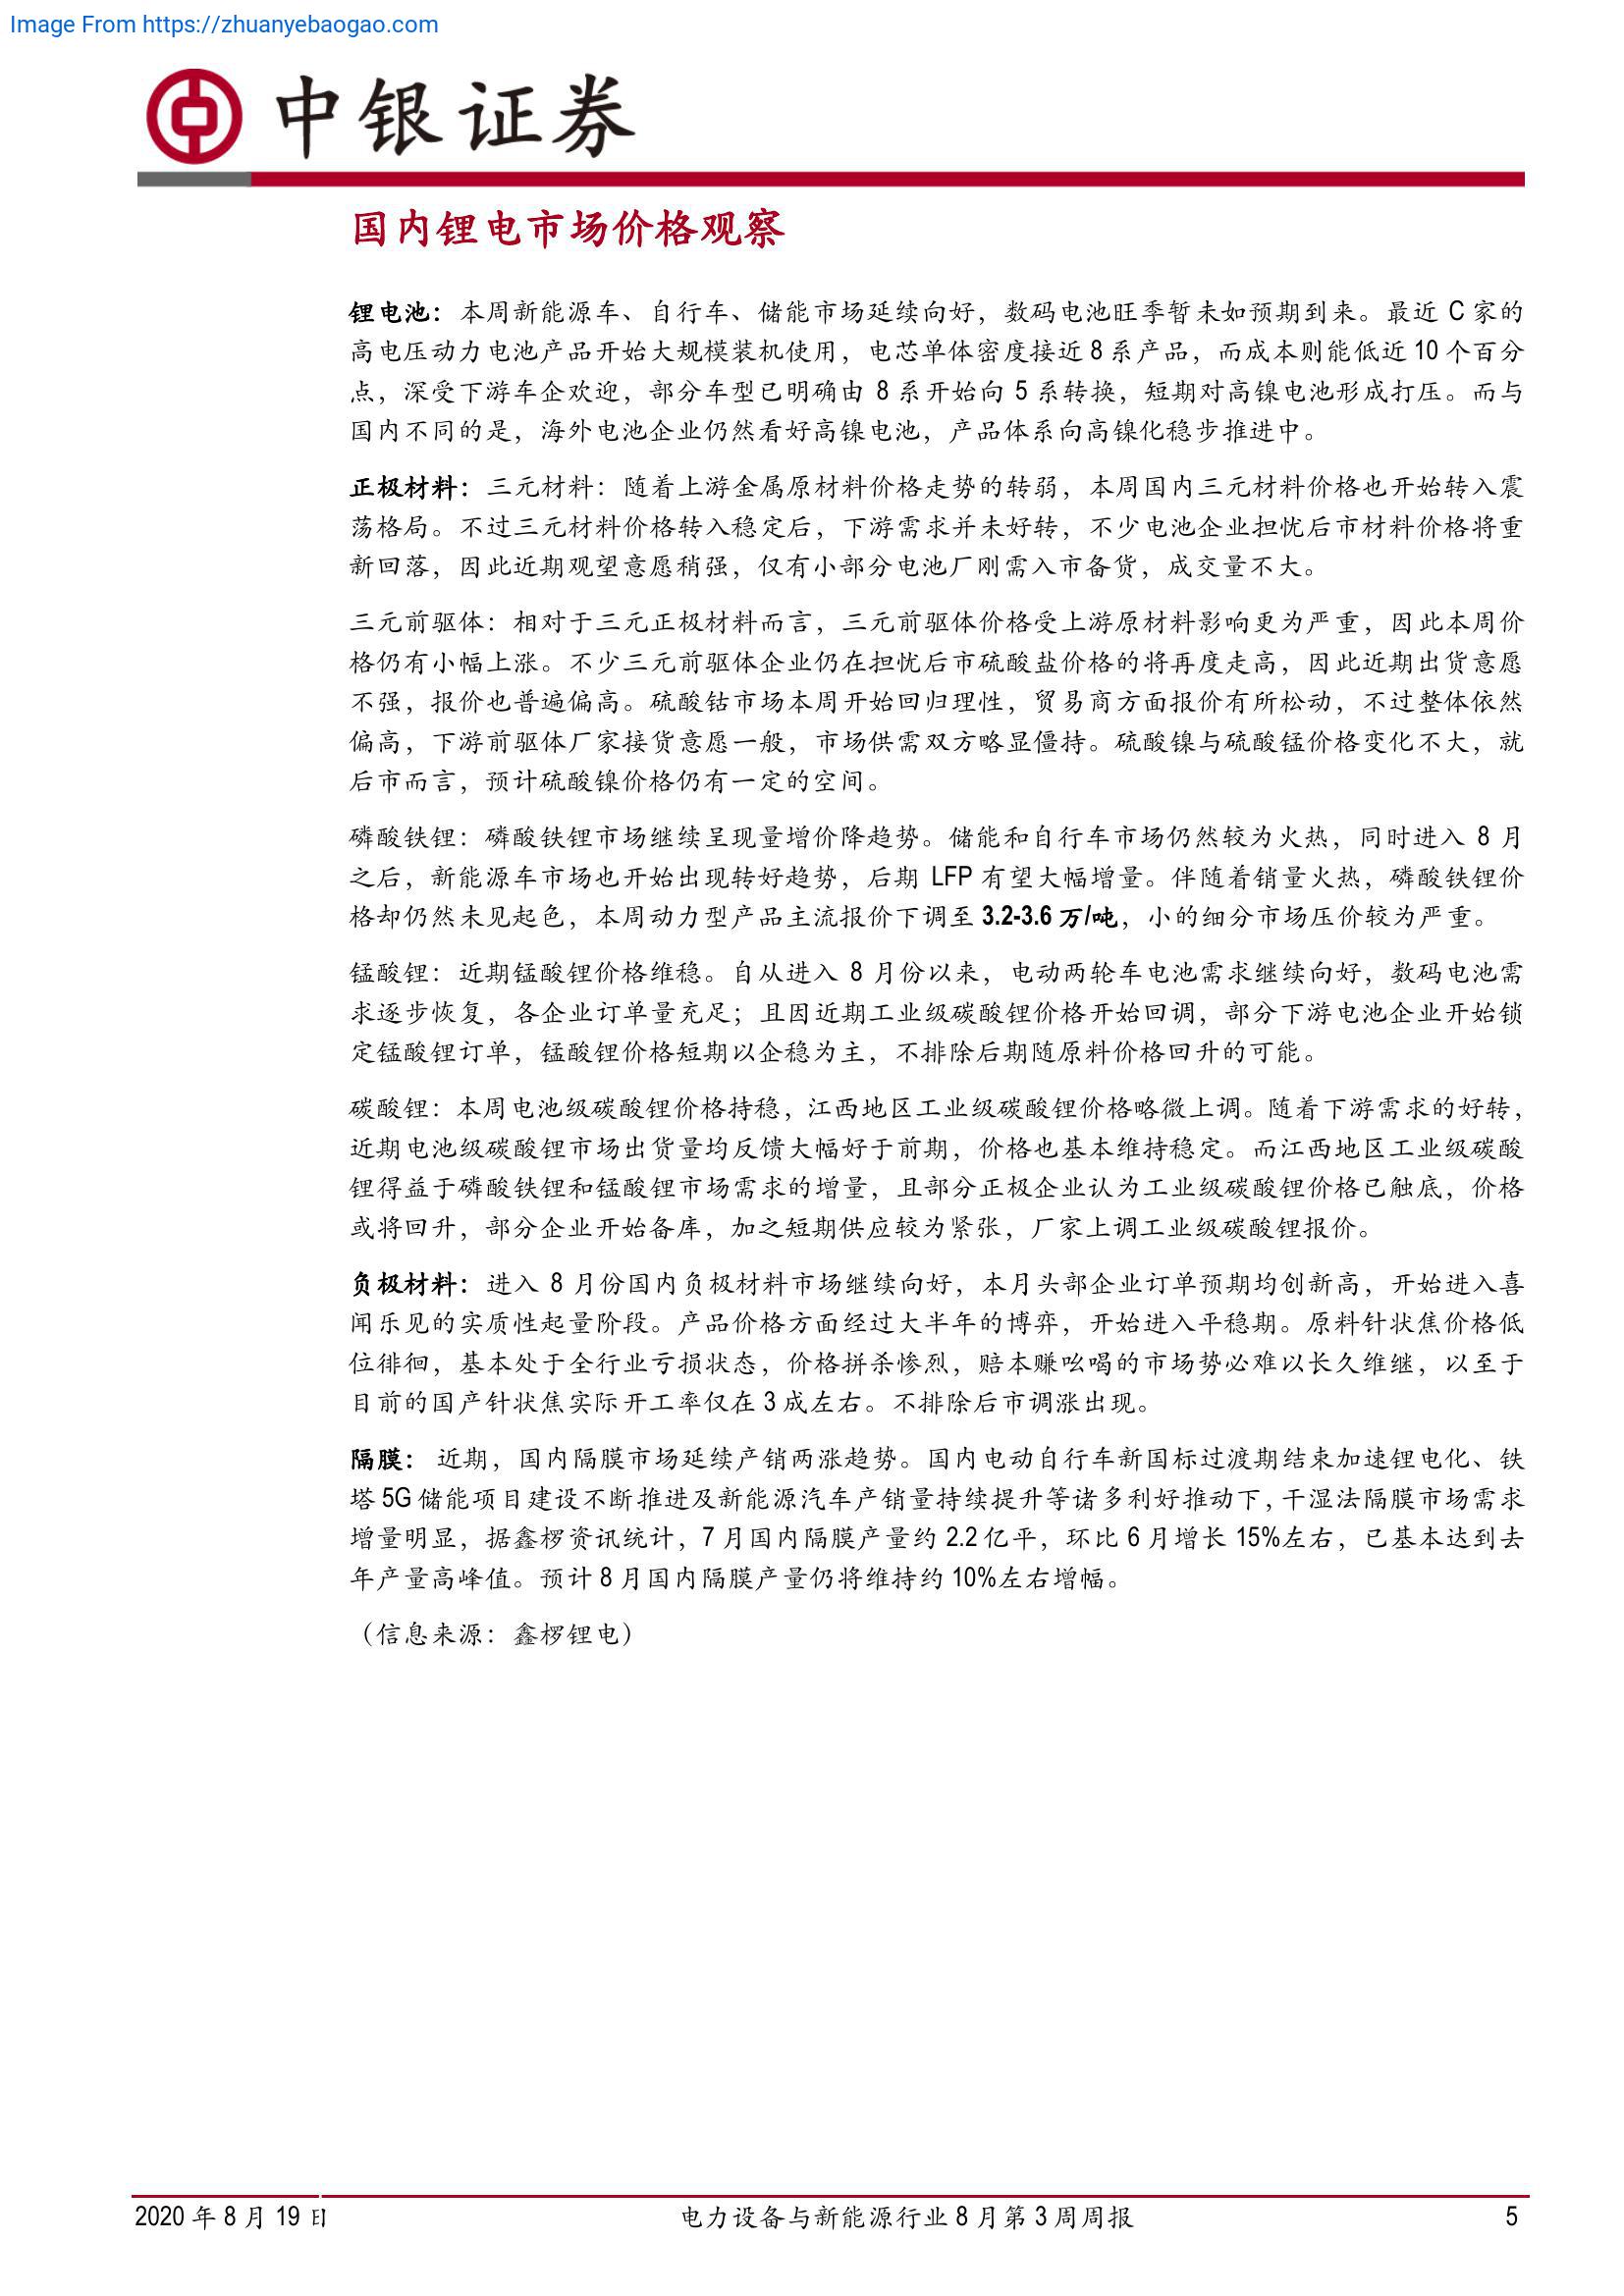 Image From https://zhuanyebaogao.com
中银证券
国内锂电市场价格观察
锂电池：本周新能源车、自行车、储能市场延续向好，数码电池旺季暂未如预期到来。最近 C 家的
高电压动力电池产品开始大规模装机使用，电芯单体密度接近 8 系产品，而成本则能低近 10 个百分
点，深受下游车企欢迎，部分车型已明确由 8 系开始向 5 系转换，短期对高镍电池形成打压。而与
国内不同的是，海外电池企业仍然看好高镍电池，产品体系向高镍化稳步推进中。
正极材料：三元材料：随着上游金属原材料价格走势的转弱，本周国内三元材料价格也开始转入震
荡格局。不过三元材料价格转入稳定后，下游需求并未好转，不少电池企业担忧后市材料价格将重
新回落，因此近期观望意愿稍强，仅有小部分电池厂刚需入市备货，成交量不大。
三元前驱体：相对于三元正极材料而言，三元前驱体价格受上游原材料影响更为严重，因此本周价
格仍有小幅上涨。不少三元前驱体企业仍在担忧后市硫酸盐价格的将再度走高，因此近期出货意愿
不强，报价也普遍偏高。硫酸钴市场本周开始回归理性，贸易商方面报价有所松动，不过整体依然
偏高，下游前驱体厂家接货意愿一般，市场供需双方略显僵持。硫酸镍与硫酸锰价格变化不大，就
后市而言，预计硫酸镍价格仍有一定的空间。
磷酸铁锂：磷酸铁锂市场继续呈现量增价降趋势。储能和自行车市场仍然较为火热，同时进入 8 月
之后，新能源车市场也开始出现转好趋势，后期 LFP 有望大幅增量。伴随着销量火热，磷酸铁锂价
格却仍然未见起色，本周动力型产品主流报价下调至 3.2-3.6 万/吨，小的细分市场压价较为严重。
锰酸锂：近期锰酸锂价格维稳。自从进入 8 月份以来，电动两轮车电池需求继续向好，数码电池需
求逐步恢复，各企业订单量充足；且因近期工业级碳酸锂价格开始回调，部分下游电池企业开始锁
定锰酸锂订单，锰酸锂价格短期以企稳为主，不排除后期随原料价格回升的可能。
碳酸锂：本周电池级碳酸锂价格持稳，江西地区工业级碳酸锂价格略微上调。随着下游需求的好转，
近期电池级碳酸锂市场出货量均反馈大幅好于前期，价格也基本维持稳定。而江西地区工业级碳酸
锂得益于磷酸铁锂和锰酸锂市场需求的增量，且部分正极企业认为工业级碳酸锂价格已触底，价格
或将回升，部分企业开始备库，加之短期供应较为紧张，厂家上调工业级碳酸锂报价。
负极材料：进入 8 月份国内负极材料市场继续向好，本月头部企业订单预期均创新高，开始进入喜
闻乐见的实质性起量阶段。产品价格方面经过大半年的博弈，开始进入平稳期。原料针状焦价格低
位徘徊，基本处于全行业亏损状态，价格拼杀惨烈，赔本赚吆喝的市场势必难以长久维继，以至于
目前的国产针状焦实际开工率仅在 3 成左右。不排除后市调涨出现。
隔膜： 近期，国内隔膜市场延续产销两涨趋势。国内电动自行车新国标过渡期结束加速锂电化、铁
塔 5G 储能项目建设不断推进及新能源汽车产销量持续提升等诸多利好推动下，干湿法隔膜市场需求
增量明显，据鑫椤资讯统计，7 月国内隔膜产量约 2.2 亿平，环比 6 月增长 15%左右，已基本达到去
年产量高峰值。预计 8 月国内隔膜产量仍将维持约 10%左右增幅。
（信息来源：鑫椤锂电）
2020 年 8 月 19 日
电力设备与新能源行业 8 月第 3 周周报
5